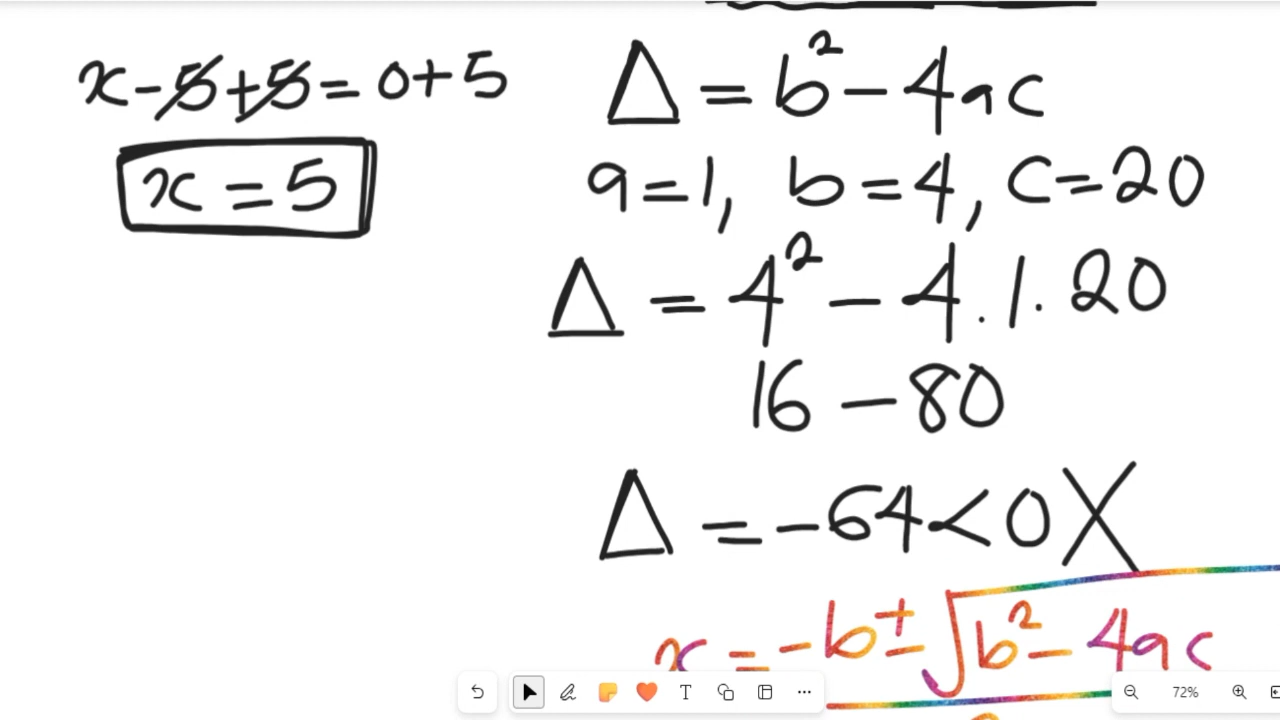 x - 5 + 5 = 0 + 5
x = 5
Δ = b² - 4ac
a = 1, b = 4, c = 20
Δ = 4² - 4 . 1 . 20
16 - 80
Δ = -64 < 0 X
x = -b ± √b² - 4ac
T
72%